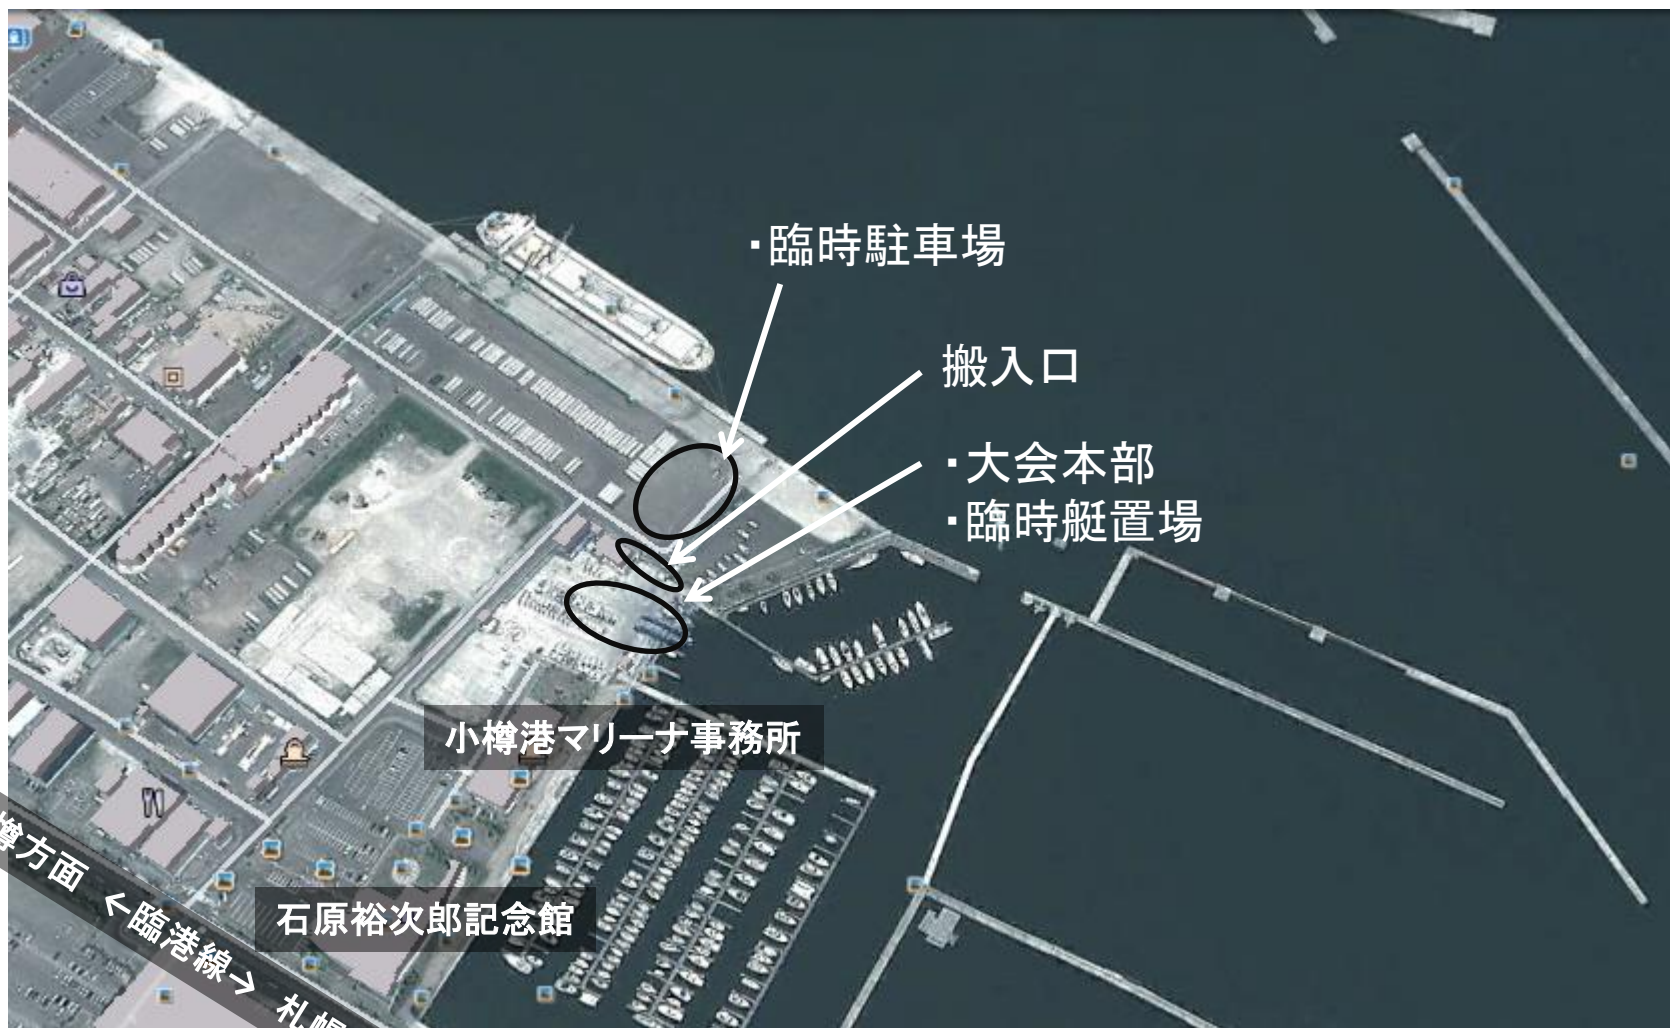 ・臨時駐車場
搬入口
・大会本部
・臨時艇置場
小樽港マリーナ事務所
石原裕次郎記念館
樽方面 ←臨港線→ 札幌